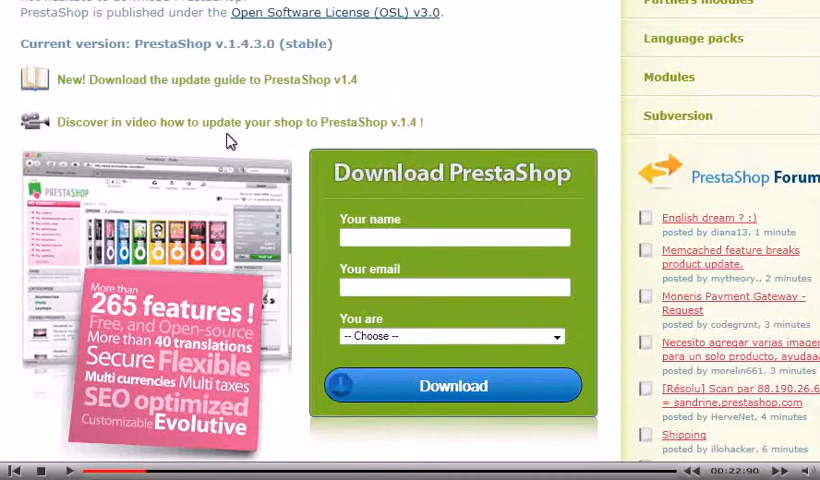 PrestaShop is published under the Open Software License (OSL) v3.0.
Current version: PrestaShop v.1.4.3.0 (stable)
New! Download the update guide to PrestaShop v1.4
Discover in video how to update your shop to PrestaShop v.1.4 !
PRESTASHOP
More than
265 features !
Free, and Open-source
More than 40 translations
Secure Flexible
Multi currencies Multi taxes
SEO optimized
Customizable Evolutive
Download PrestaShop
Your name
Your email
You are
-- Choose --
Download
Partners modules
Language packs
Modules
Subversion
PrestaShop Forum
English dream ? :)
posted by diana13, 1 minute
Memcached feature breaks
product update.
posted by mytheory., 2 minutes
Moneris Payment Gateway -
Request
posted by codegrunt, 3 minutes
Necesito agregar varias imagen
para un solo producto, ayudaaa
posted by morelin661, 3 minutes
[Résolu] Scan par 88.190.26.6
= sandrine.prestashop.com
posted by HerveNet, 4 minutes
Shipping
posted by illohacker, 6 minutes
00:22:90